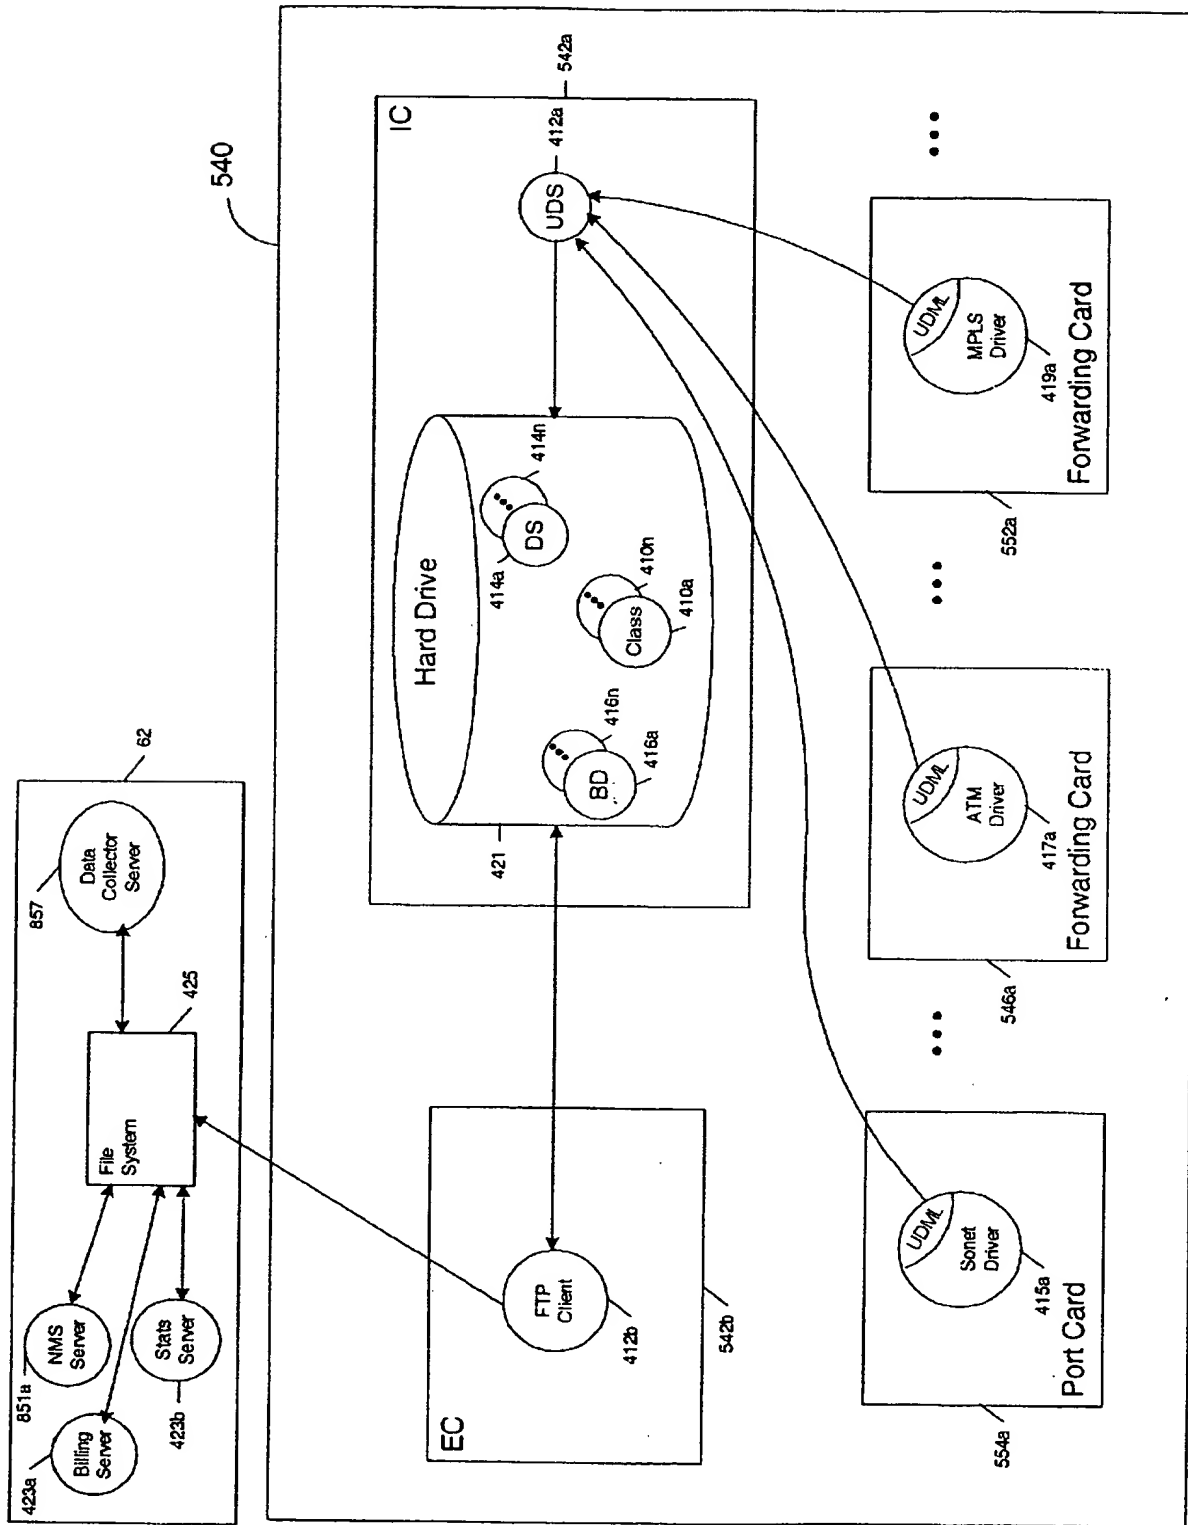 62
857
Data
Collector
Server
425
File
System
851a
NMS
Server
423a
Billing
Server
Stats
Server
423b
540
EC
FTP
Client
412b
542b
IC
542a
421
Hard Drive
414n
DS
414a
410n
Class
410a
416n
BD
416a
UDS
412a
UDML
Sonet
Driver
415a
Port Card
554a
•••
UDML
ATM
Driver
417a
Forwarding Card
546a
•••
UDML
MPLS
Driver
419a
Forwarding Card
552a
•••